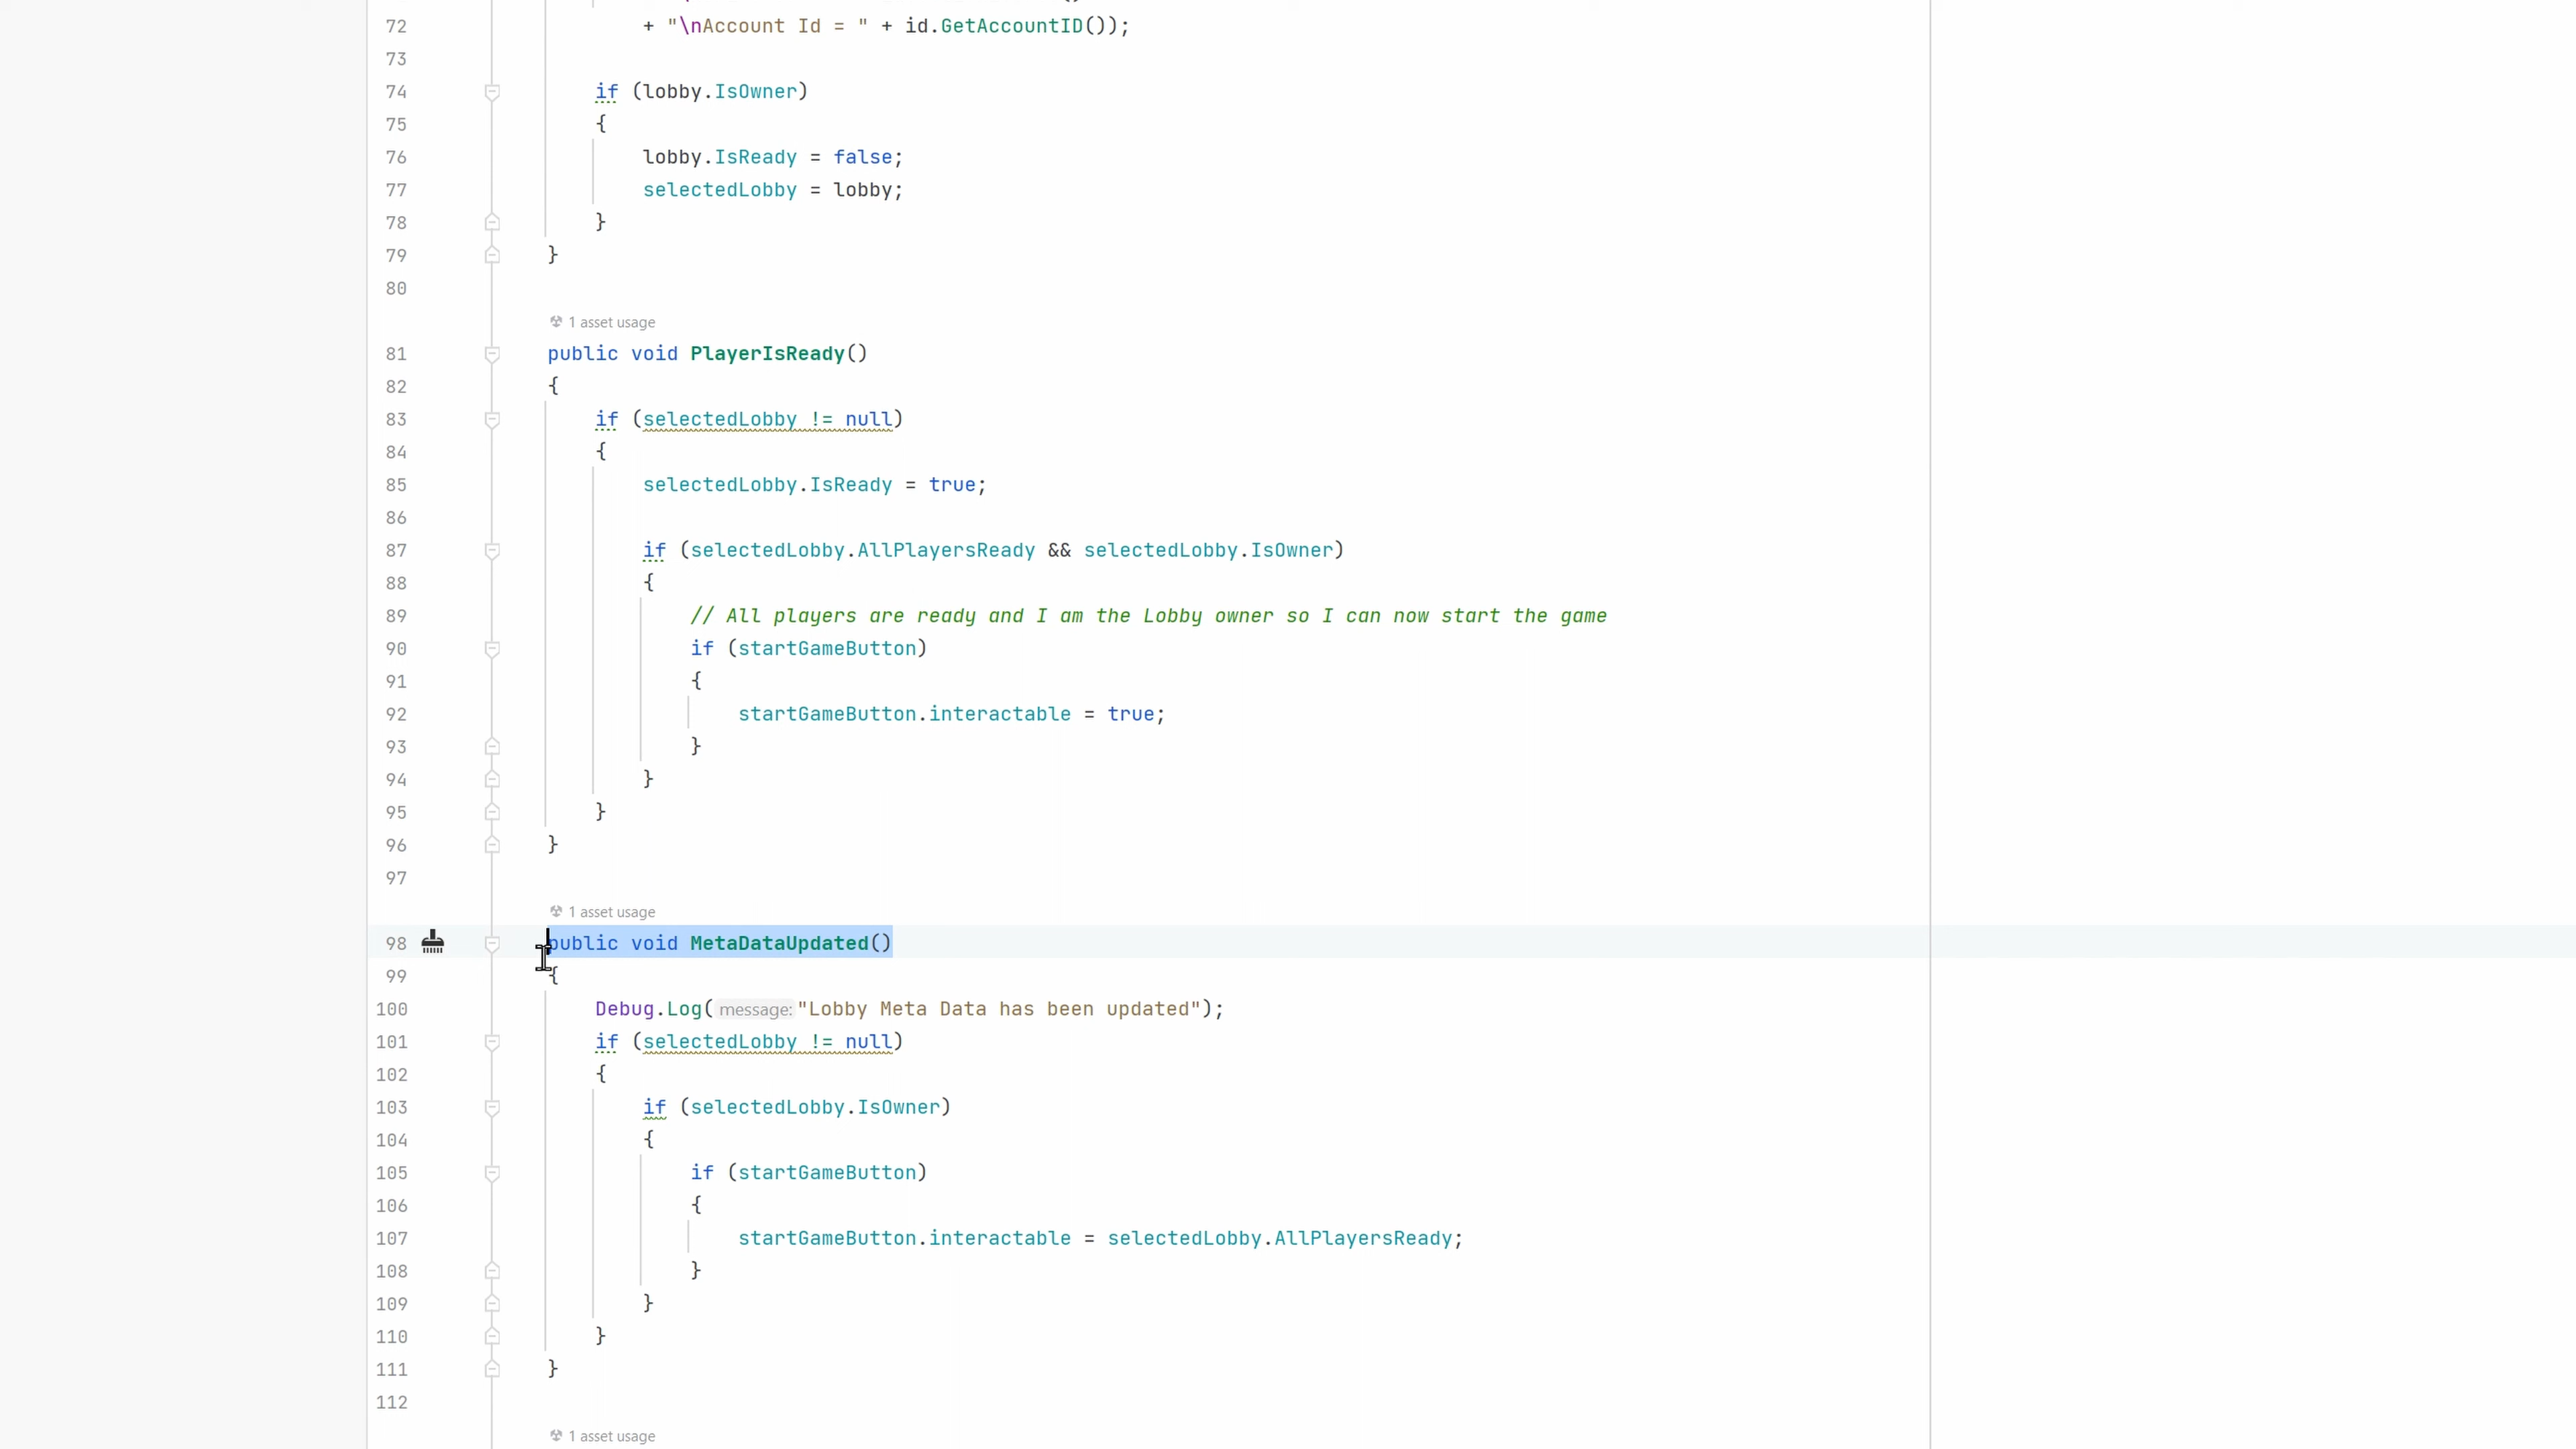 72 + "\nAccount Id = " + id.GetAccountID());
73
74 if (lobby.IsOwner)
75 {
76 lobby.IsReady = false;
77 selectedLobby = lobby;
78 }
79 }
80
1 asset usage
81 public void PlayerIsReady()
82 {
83 if (selectedLobby != null)
84 {
85 selectedLobby.IsReady = true;
86
87 if (selectedLobby.AllPlayersReady && selectedLobby.IsOwner)
88 {
89 // All players are ready and I am the Lobby owner so I can now start the game
90 if (startGameButton)
91 {
92 startGameButton.interactable = true;
93 }
94 }
95 }
96 }
97
1 asset usage
98 public void MetaDataUpdated()
99 {
100 Debug.Log(message:"Lobby Meta Data has been updated");
101 if (selectedLobby != null)
102 {
103 if (selectedLobby.IsOwner)
104 {
105 if (startGameButton)
106 {
107 startGameButton.interactable = selectedLobby.AllPlayersReady;
108 }
109 }
110 }
111 }
112
1 asset usage